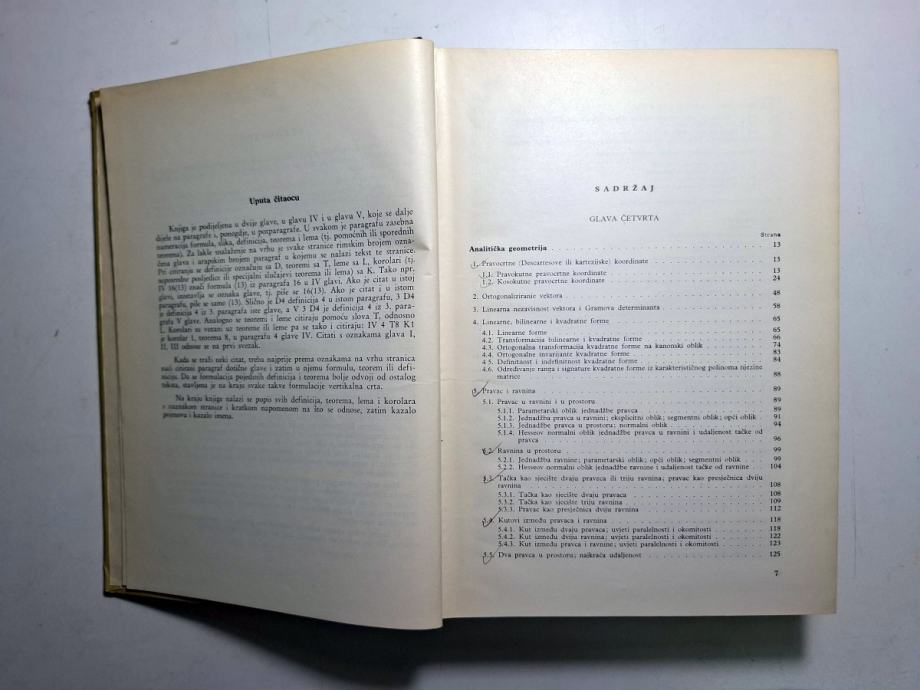 Uputa čitaocu
Knjiga je podijeljena u dvije glave, u glavu IV i u glavu V, koje se dalje
dijele na paragrafe i, ponegdje, u potparagrafe. U svakom je paragrafu zasebna
numeracija formula, slika, definicija, teorema i lema (tj. pomoćnih ili sporednih
teorema). Za lakše snalaženje na vrhu je svake stranice rimskim brojem ozna-
čena glava i arapskim brojem paragraf u kojemu se nalazi tekst te stranice.
Pri citiranju se definicije označuju sa D, teoremi sa T, leme sa L, korolari (tj.
neposredne posljedice ili specijalni slučajevi teorema ili lema) sa K. Tako npr.
IV 16(13) znači formula (13) iz paragrafa 16 u IV glavi. Ako je citat u istoj
glavi, izostavlja se oznaka glave, tj. piše se 16(13). Ako je citat i u istom
paragrafu, piše se samo (13). Slično je D4 definicija 4 u istom paragrafu, 3 D4
definicija 4 iz 3. paragrafa iste glave, a V 3 D4 je definicija 4 iz 3. para-
grafa V glave. Analogno se teoremi i leme citiraju pomoću slova T, odnosno
L. Korolari su vezani uz teoreme ili leme pa se tako i citiraju: IV 4 T8 K1
je korolar 1, teorema 8, u paragrafu 4 glave IV. Citati s oznakama glava I,
II, III odnose se na prvi svezak.
Kada se traži neki citat, treba najprije prema oznakama na vrhu stranica
naći citirani paragraf dotične glave i zatim u njemu formulu, teorem ili defi-
niciju. Da se formulacija pojedinih definicija i teorema bolje odvoji od ostalog
teksta, stavljena je na kraju svake takve formulacije vertikalna crta.
Na kraju knjige nalazi se popis svih definicija, teorema, lema i korolara
s naznakom stranice i kratkom napomenom na što se odnose, zatim kazalo
pojmova i kazalo imena.
SADRŽAJ
GLAVA ČETVRTA
Strana
Analitička geometrija 13
1. Pravocrtne (Descartesove ili kartezijske) koordinate 13
1.1. Pravokutne pravocrtne koordinate 13
1.2. Kosokutne pravocrtne koordinate 24
2. Ortogonaliziranje vektora 48
3. Linearna nezavisnost vektora i Gramova determinanta 58
4. Linearne, bilinearne i kvadratne forme 65
4.1. Linearne forme 65
4.2. Transformacija bilinearne i kvadratne forme 66
4.3. Ortogonalna transformacija kvadratne forme na kanonski oblik 74
4.4. Ortogonalne invarijante kvadratne forme 83
4.5. Definitnost i indefinitnost kvadratne forme 84
4.6. Određivanje ranga i signature kvadratne forme iz karakterističnog polinoma njezine
matrice 88
5. Pravac i ravnina 89
5.1. Pravac u ravnini i u prostoru 89
5.1.1. Parametarski oblik jednadžbe pravca 89
5.1.2. Jednadžba pravca u ravnini; eksplicitni oblik; segmentni oblik; opći oblik 91
5.1.3. Jednadžba pravca u prostoru; normalni oblik 94
5.1.4. Hesseov normalni oblik jednadžbe pravca u ravnini i udaljenost tačke od
pravca 96
5.2. Ravnina u prostoru 99
5.2.1. Jednadžba ravnine; parametarski oblik; opći oblik; segmentni oblik 99
5.2.2. Hesseov normalni oblik jednadžbe ravnine i udaljenost tačke od ravnine 104
5.3. Tačka kao sjecište dvaju pravaca ili triju ravnina; pravac kao presječnica dviju
ravnina 108
5.3.1. Tačka kao sjecište dvaju pravaca 108
5.3.2. Tačka kao sjecište triju ravnina 109
5.3.3. Pravac kao presječnica dviju ravnina 112
5.4. Kutovi između pravaca i ravnina 118
5.4.1. Kut između dvaju pravaca; uvjeti paralelnosti i okomitosti 118
5.4.2. Kut između dviju ravnina; uvjeti paralelnosti i okomitosti 122
5.4.3. Kut između pravca i ravnine; uvjeti paralelnosti i okomitosti 123
5.5. Dva pravca u prostoru; najkraća udaljenost 125
7